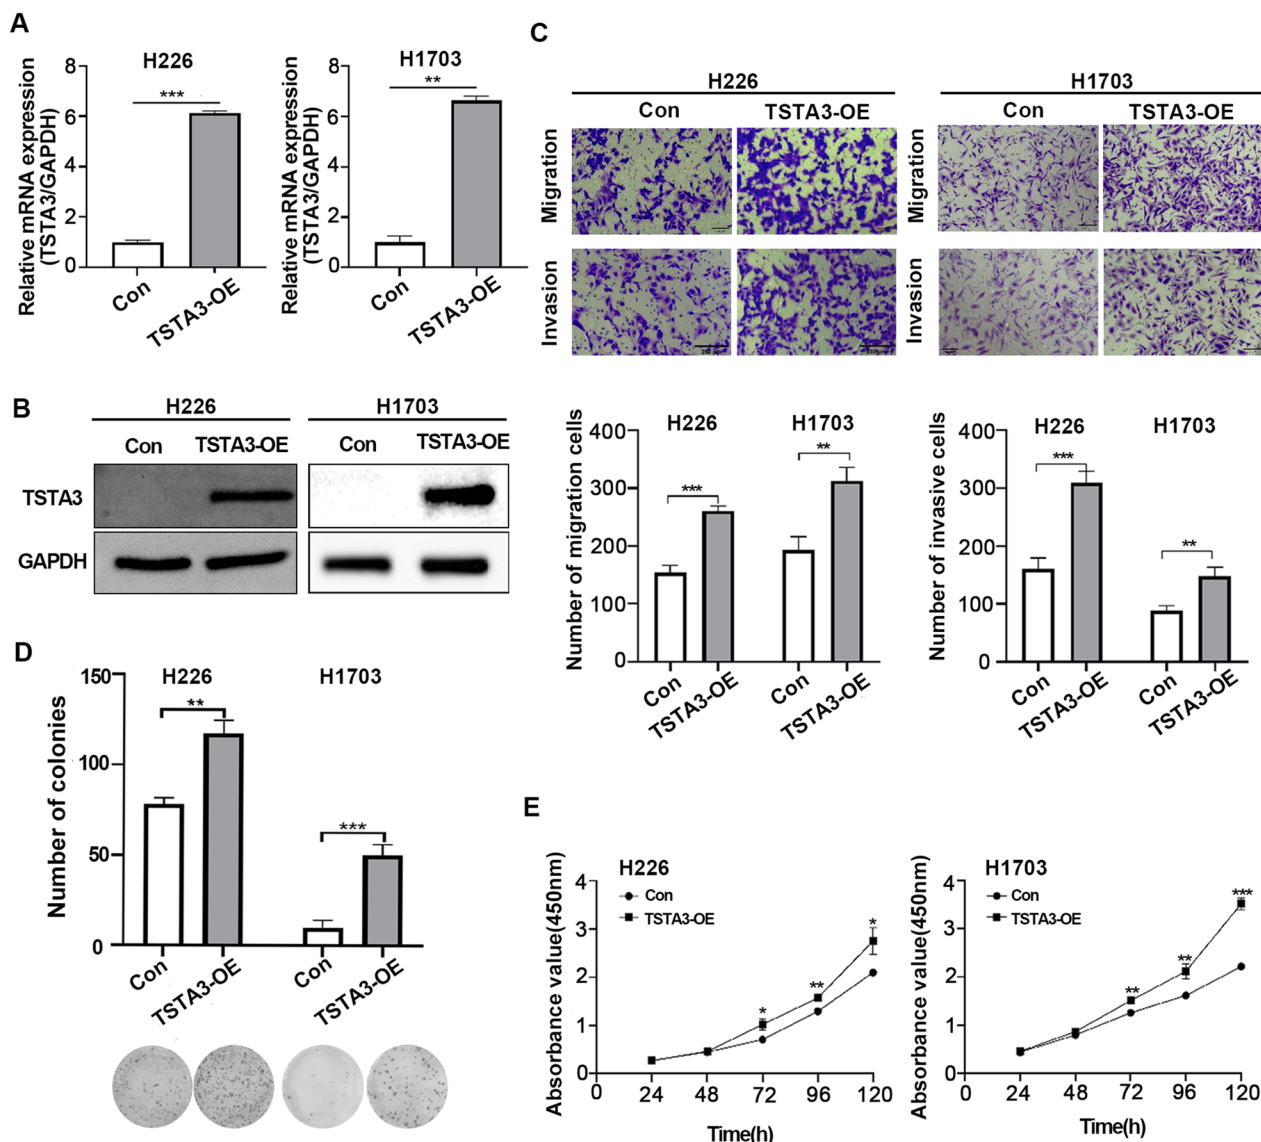 A
H226
8
6
4
2
0
Relative mRNA expression
(TSTA3/GAPDH)
***
Con
TSTA3-OE
H1703
8
6
4
2
0
Relative mRNA expression
(TSTA3/GAPDH)
**
Con
TSTA3-OE
B
H226
H1703
Con
TSTA3-OE
Con
TSTA3-OE
TSTA3
GAPDH
C
H226
H1703
Con
TSTA3-OE
Con
TSTA3-OE
Migration
Migration
Invasion
Invasion
Number of migration cells
400
300
200
100
0
H226
H1703
***
**
Con
TSTA3-OE
Con
TSTA3-OE
Number of invasive cells
400
300
200
100
0
H226
H1703
***
**
Con
TSTA3-OE
Con
TSTA3-OE
D
Number of colonies
150
100
50
0
H226
H1703
**
***
Con
TSTA3-OE
Con
TSTA3-OE
E
H226
Con
TSTA3-OE
Absorbance value(450nm)
4
3
2
1
0
*
**
*
0 24 48 72 96 120
Time(h)
H1703
Con
TSTA3-OE
Absorbance value(450nm)
4
3
2
1
0
**
**
***
0 24 48 72 96 120
Time(h)